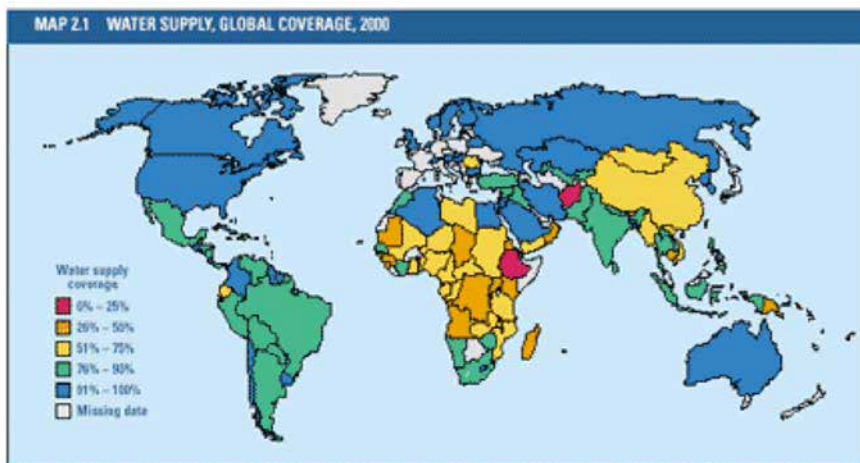 MAP 2.1 WATER SUPPLY, GLOBAL COVERAGE, 2000
Water supply
coverage
0% – 25%
26% – 50%
51% – 75%
76% – 90%
91% – 100%
Missing data